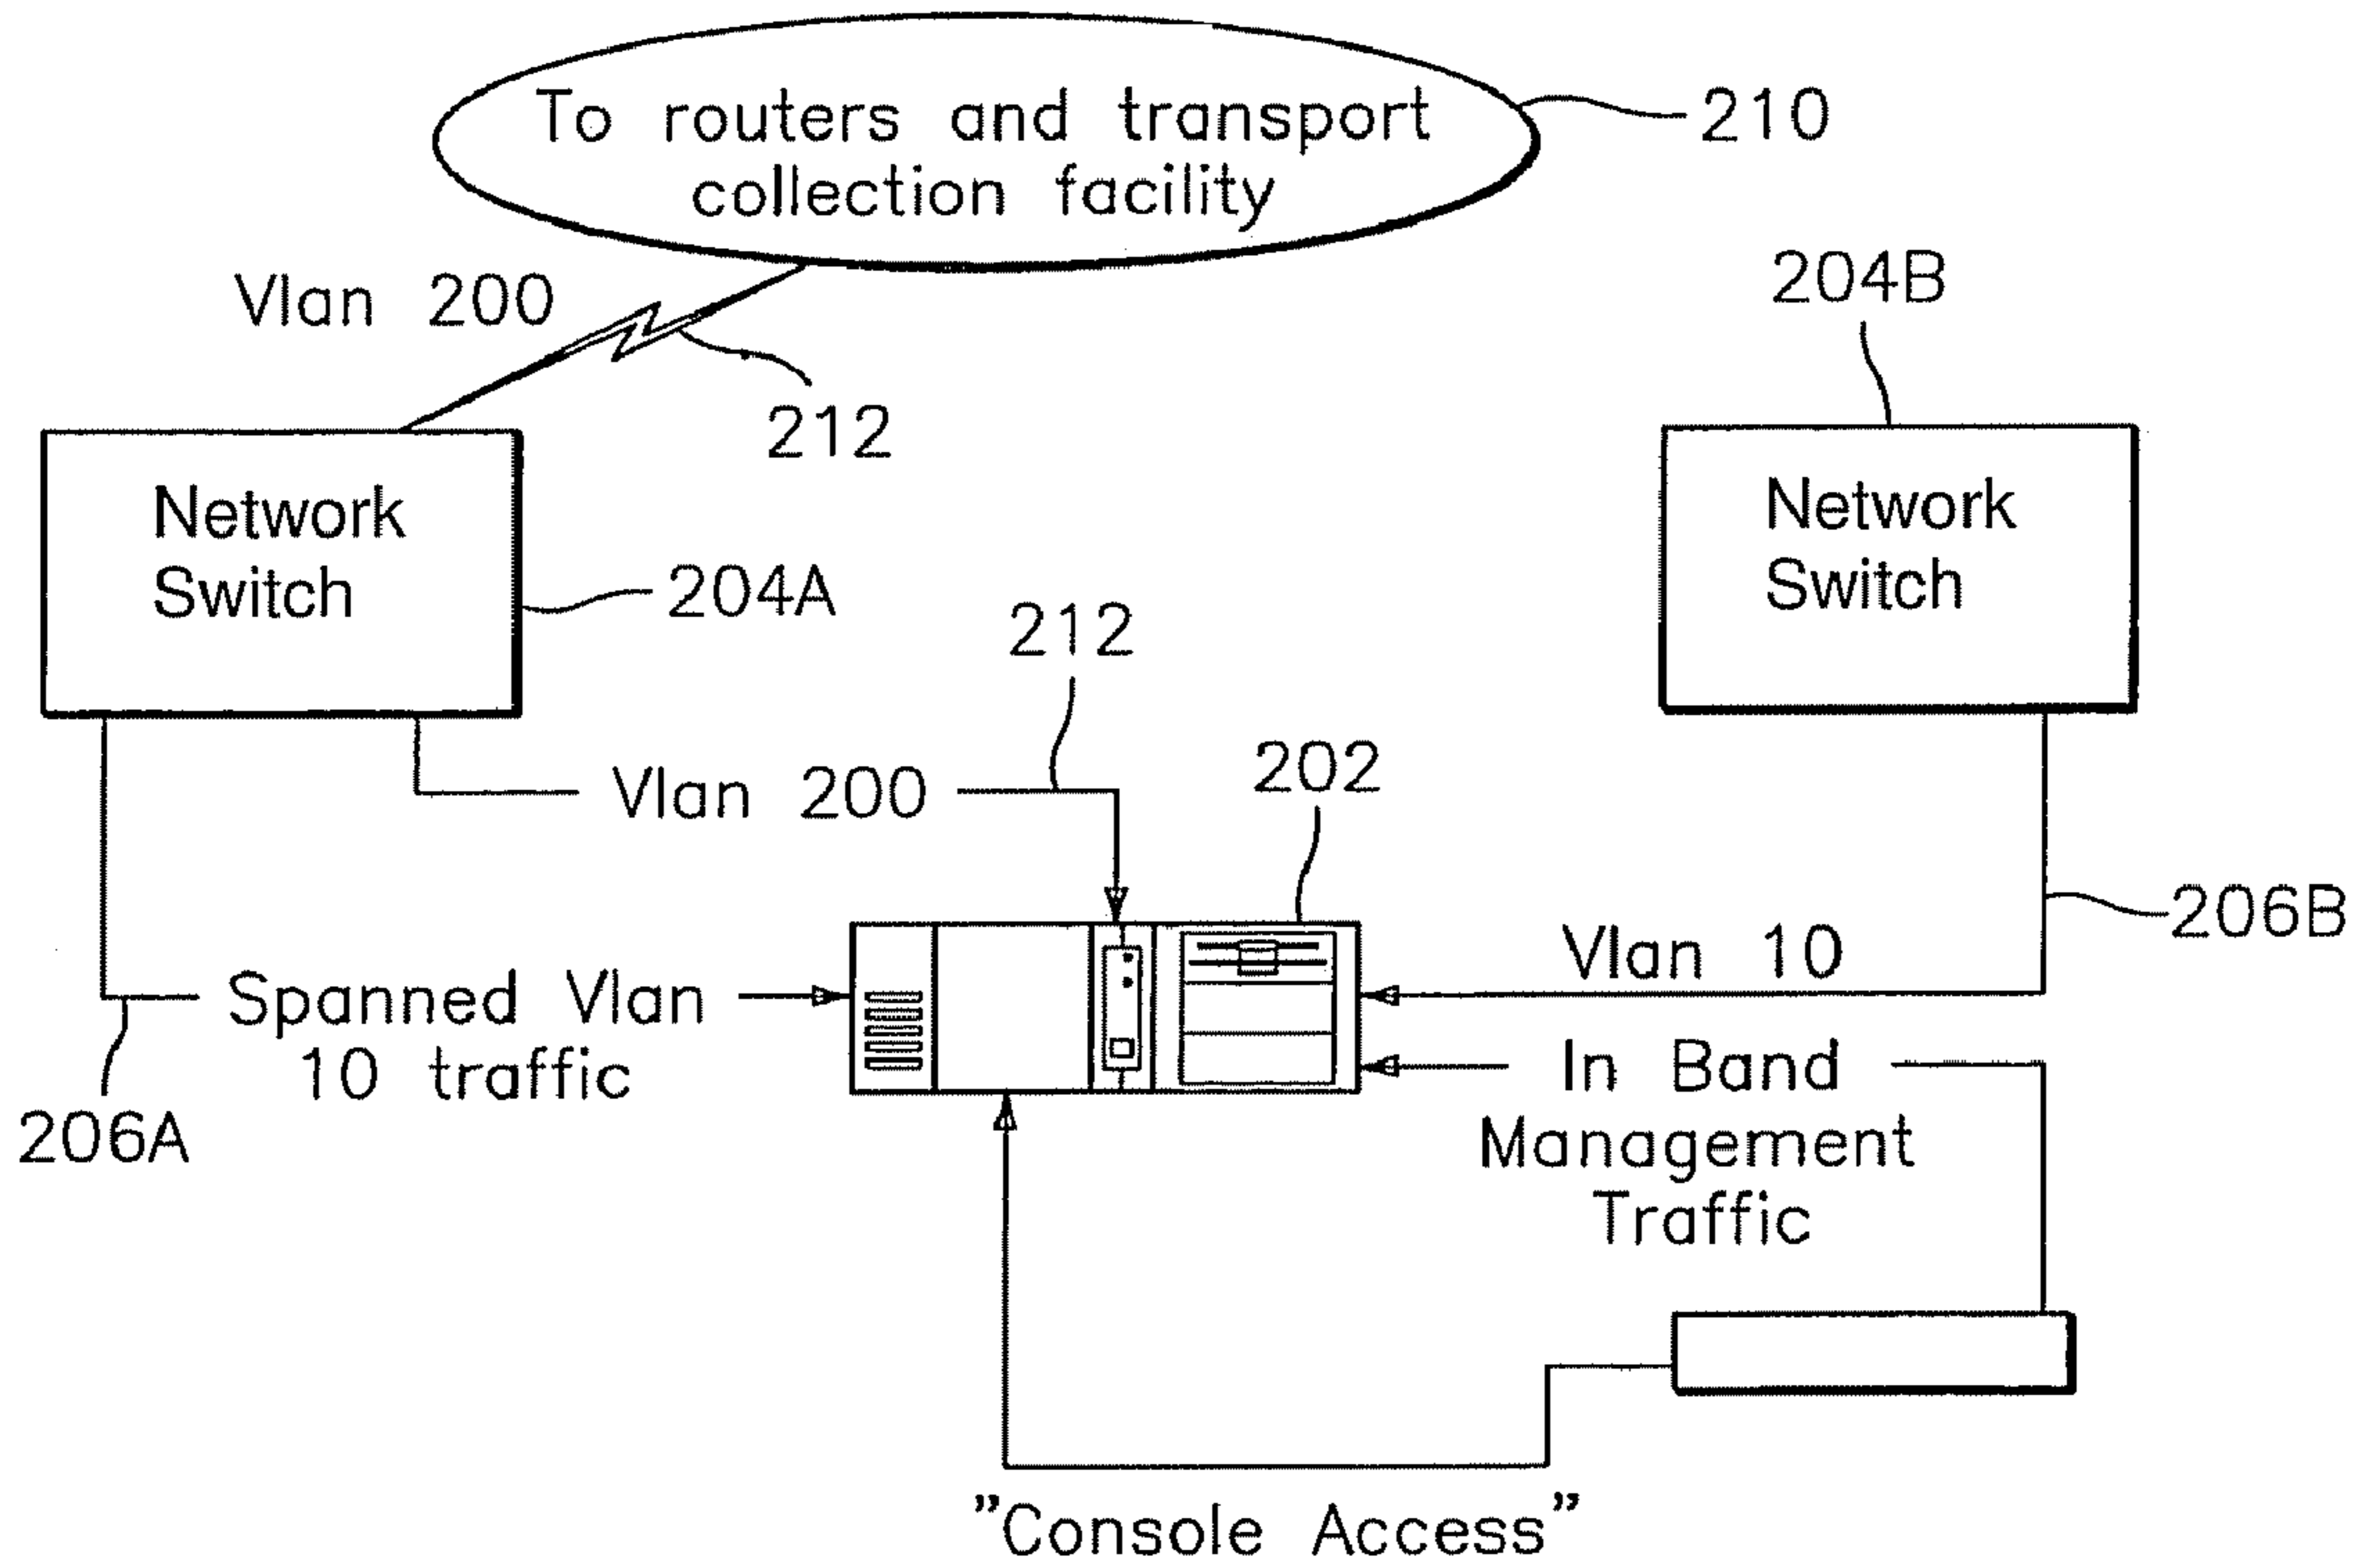 To routers and transport
collection facility
210
Vlan 200
212
204B
Network
Switch
204A
Network
Switch
212
Vlan 200
202
206B
Vlan 10
Spanned Vlan
10 traffic
206A
In Band
Management
Traffic
"Console Access"